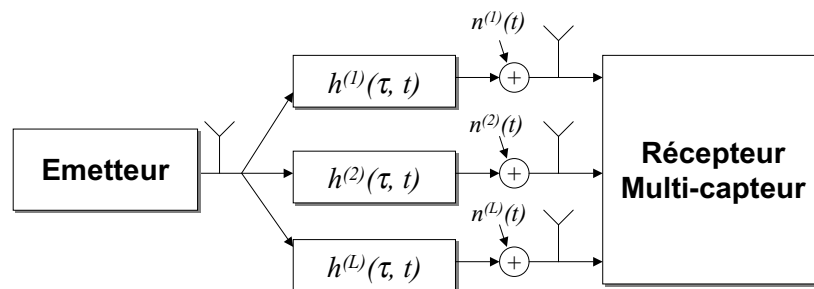 n^{(1)}(t)
h^{(1)}(τ, t)
+
Emetteur
n^{(2)}(t)
h^{(2)}(τ, t)
+
n^{(L)}(t)
h^{(L)}(τ, t)
+
Récepteur
Multi-capteur